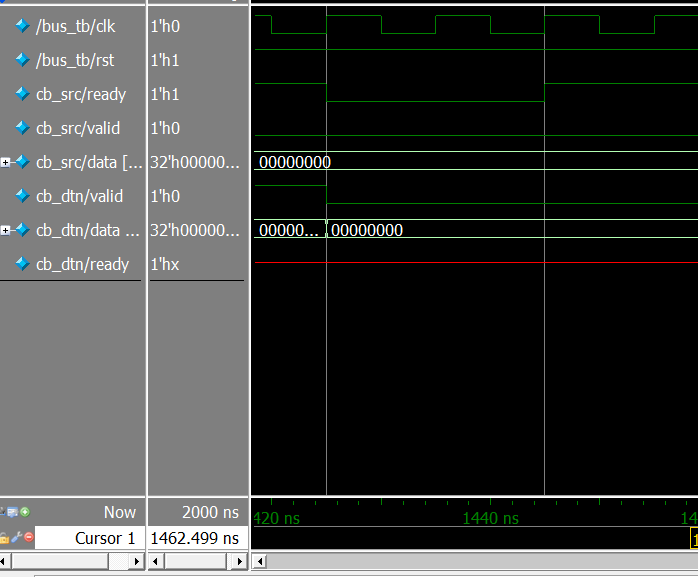 /bus_tb/clk 1'h0
/bus_tb/rst 1'h1
cb_src/ready 1'h1
cb_src/valid 1'h0
cb_src/data [... 32'h00000... 00000000
cb_dtn/valid 1'h0
cb_dtn/data ... 32'h00000... 00000... 00000000
cb_dtn/ready 1'hx
Now 2000 ns 420 ns 1440 ns 14
Cursor 1 1462.499 ns 1